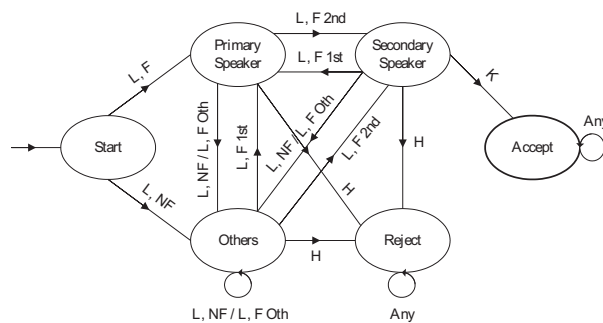 L, F 2nd
Primary
Speaker
Secondary
Speaker
L, F 1st
L, F
K
L, NF / L, F Oth
L, F 1st
L, NF / L, F Oth
L, F 2nd
H
Any
Start
Accept
L, NF
H
Others
H
Reject
L, NF / L, F Oth
Any